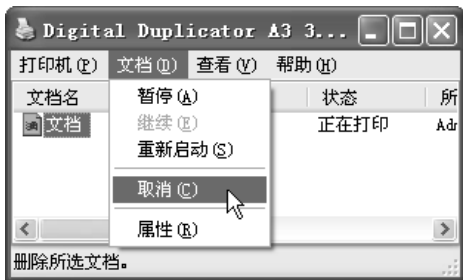 Digital Duplicator A3 3...
打印机(P) 文档(D) 查看(V) 帮助(H)
文档名 状态 所
文档 正在打印 Adr
暂停(A)
继续(E)
重新启动(S)
取消(C)
属性(R)
删除所选文档。